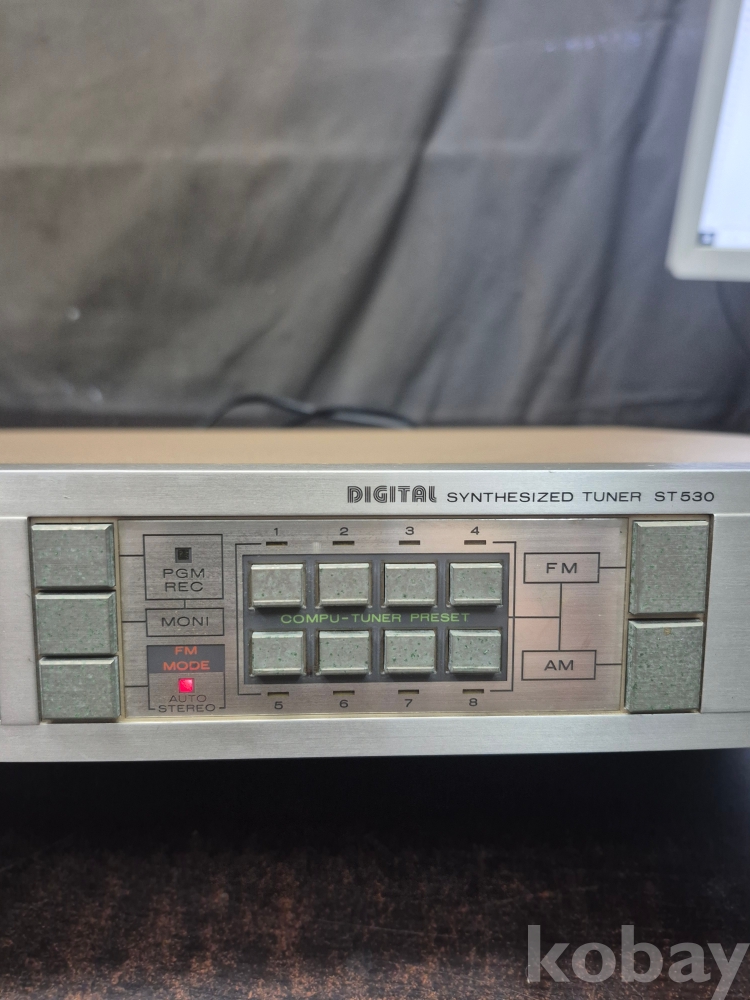 DIGITAL SYNTHESIZED TUNER ST530
1 2 3 4
PGM
REC
FM
COMPU-TUNER PRESET
MONI
FM
MODE
AM
AUTO
STEREO
5 6 7 8
kobay